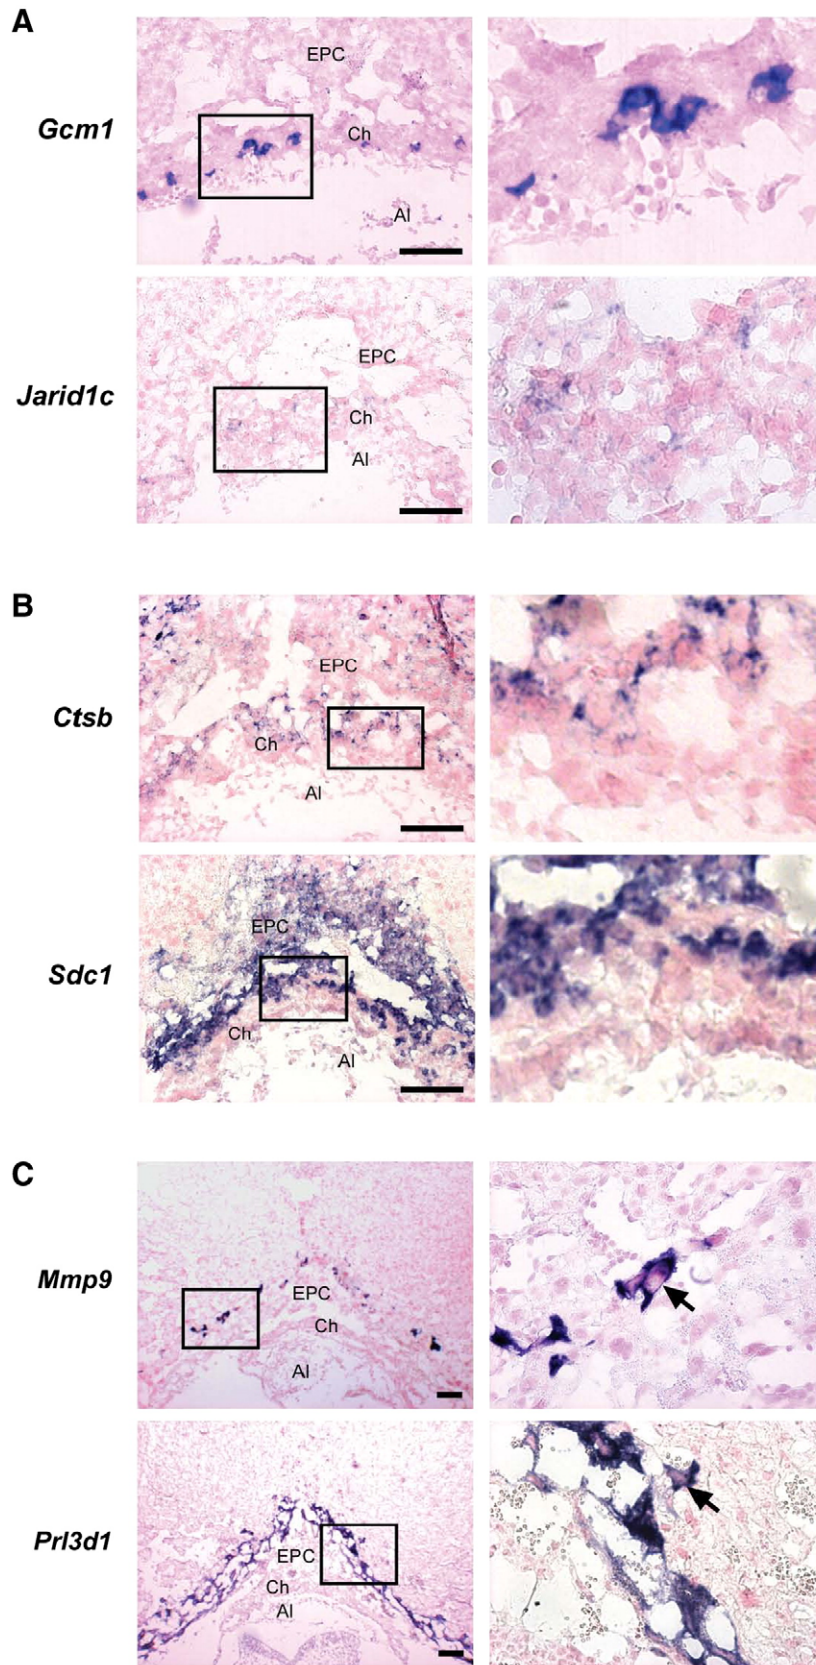 A
Gcm1
EPC
Ch
Al
Jarid1c
EPC
Ch
Al
B
Ctsb
EPC
Ch
Al
Sdc1
EPC
Ch
Al
C
Mmp9
EPC
Ch
Al
Prl3d1
EPC
Ch
Al